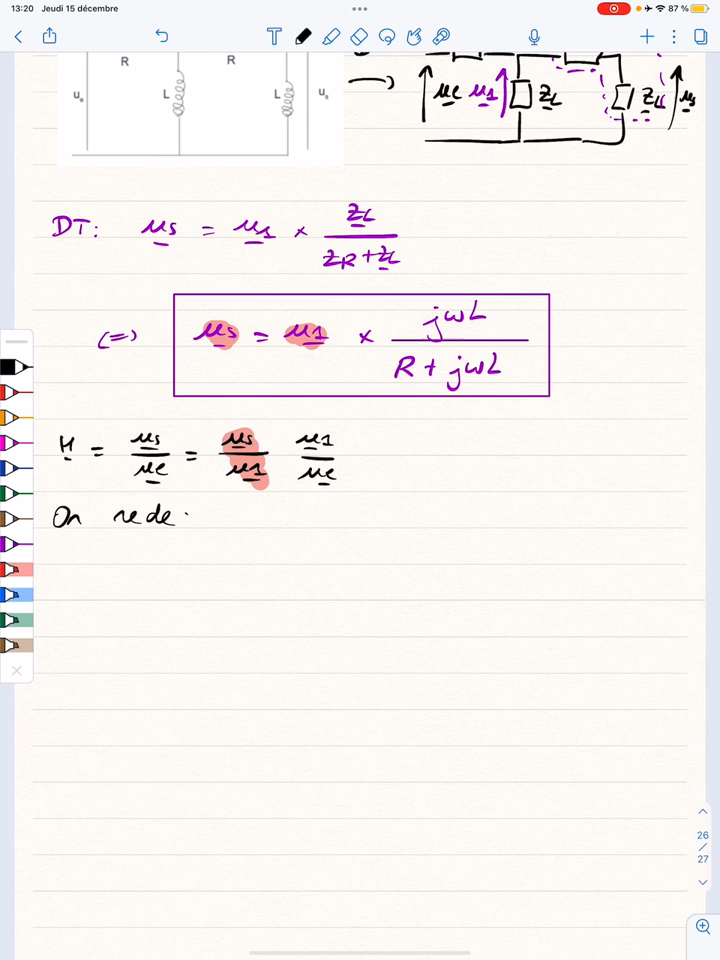 13:20 Jeudi 15 décembre
87 %
R R
L L
uₑ uₛ
ue u1 ZL ZL us
DT: us = u1 × ZL / (ZR + ZL)
(=) us = u1 × jωL / (R + jωL)
H = us / ue = us / u1 u1 / ue
On rede
26
/
27